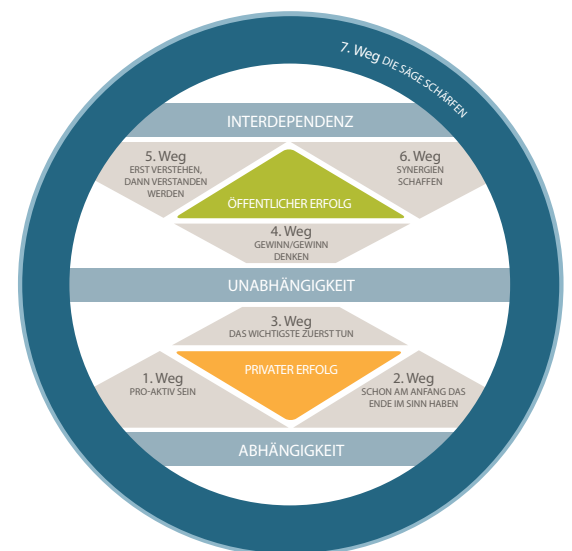 7. Weg DIE SÄGE SCHÄRFEN
INTERDEPENDENZ
5. Weg
ERST VERSTEHEN,
DANN VERSTANDEN
WERDEN
6. Weg
SYNERGIEN
SCHAFFEN
ÖFFENTLICHER ERFOLG
4. Weg
GEWINN/GEWINN
DENKEN
UNABHÄNGIGKEIT
3. Weg
DAS WICHTIGSTE ZUERST TUN
PRIVATER ERFOLG
1. Weg
PRO-AKTIV SEIN
2. Weg
SCHON AM ANFANG DAS
ENDE IM SINN HABEN
ABHÄNGIGKEIT